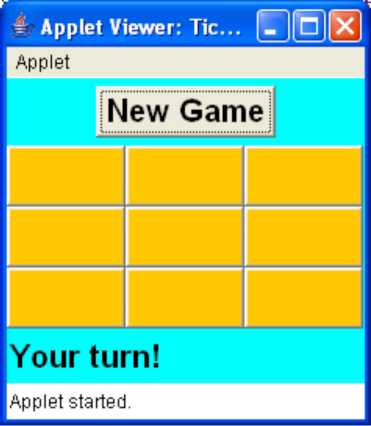 Applet Viewer: Tic...
Applet
New Game
Your turn!
Applet started.